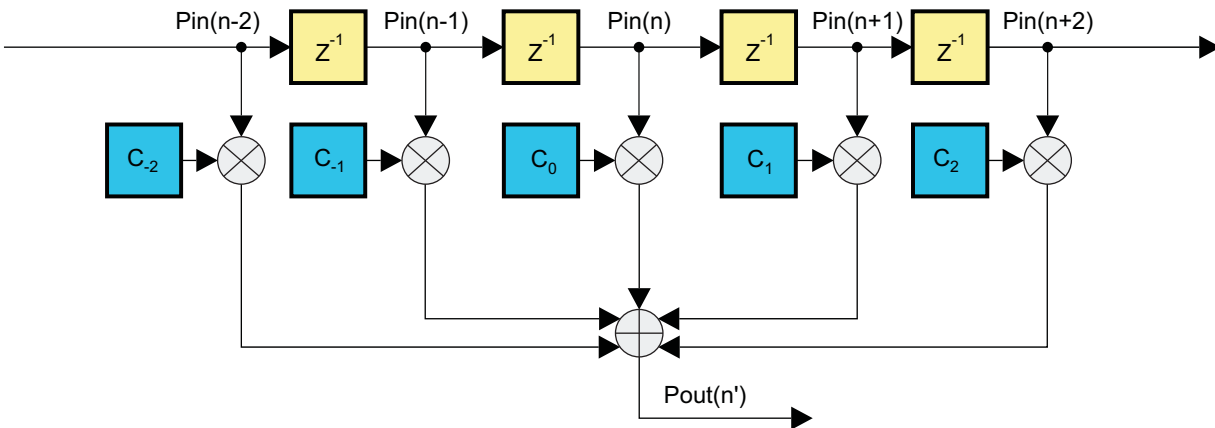 Pin(n-2) Pin(n-1) Pin(n) Pin(n+1) Pin(n+2)
Z-1 Z-1 Z-1 Z-1
C-2 C-1 C0 C1 C2
Pout(n')